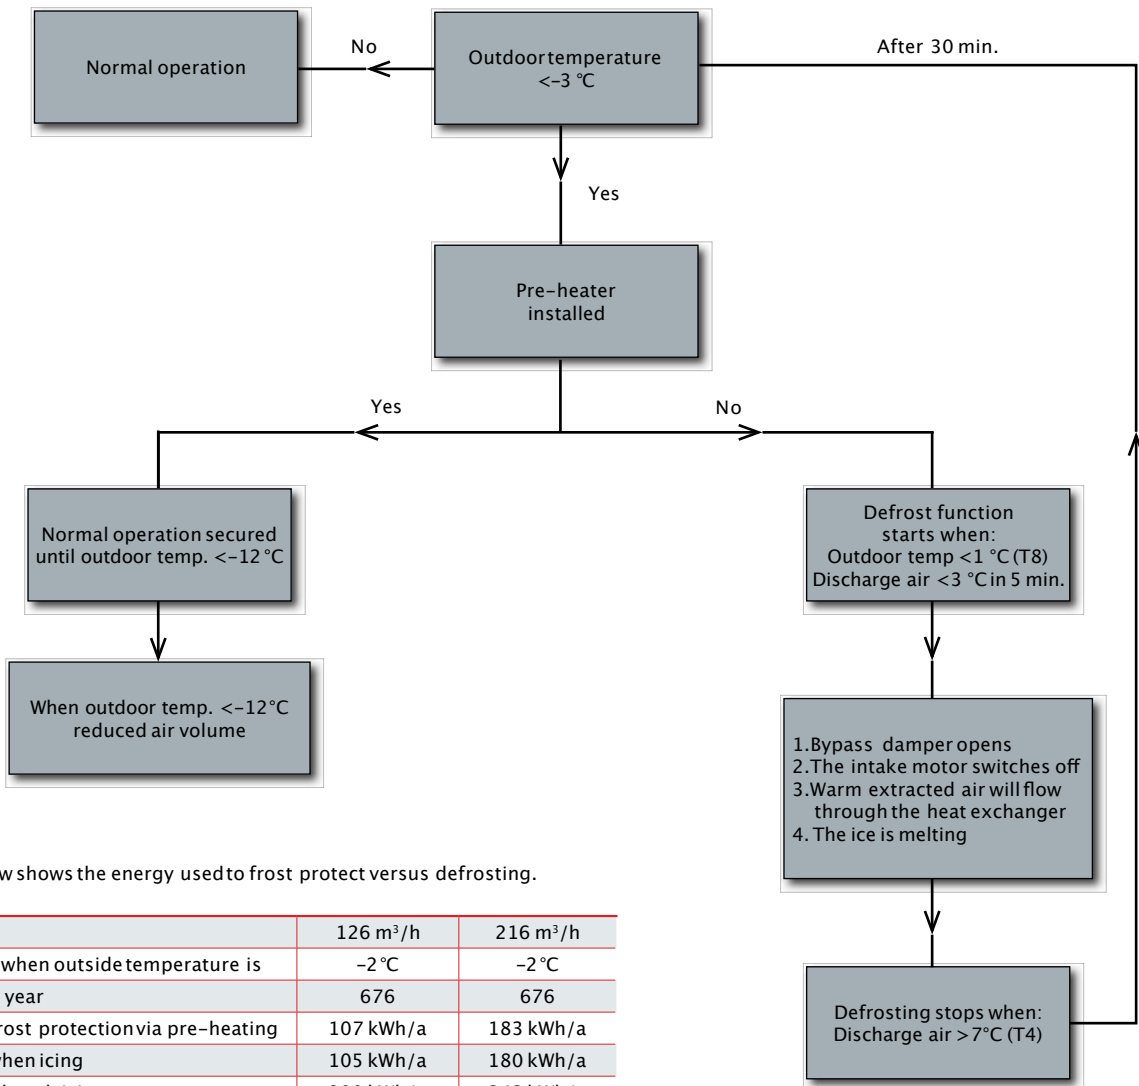 No
After 30 min.
Normal operation
Outdoor temperature
<-3 °C
Yes
Pre-heater
installed
Yes
No
Normal operation secured
until outdoor temp. <-12 °C
Defrost function
starts when:
Outdoor temp <1 °C (T8)
Discharge air <3 °C in 5 min.
When outdoor temp. <-12°C
reduced air volume
1.Bypass damper opens
2.The intake motor switches off
3.Warm extracted air will flow
through the heat exchanger
4. The ice is melting
Defrosting stops when:
Discharge air >7°C (T4)
shows the energy used to frost protect versus defrosting.
126 m³/h 216 m³/h
when outside temperature is -2 °C -2 °C
year 676 676
protection via pre-heating 107 kWh/a 183 kWh/a
icing 105 kWh/a 180 kWh/a